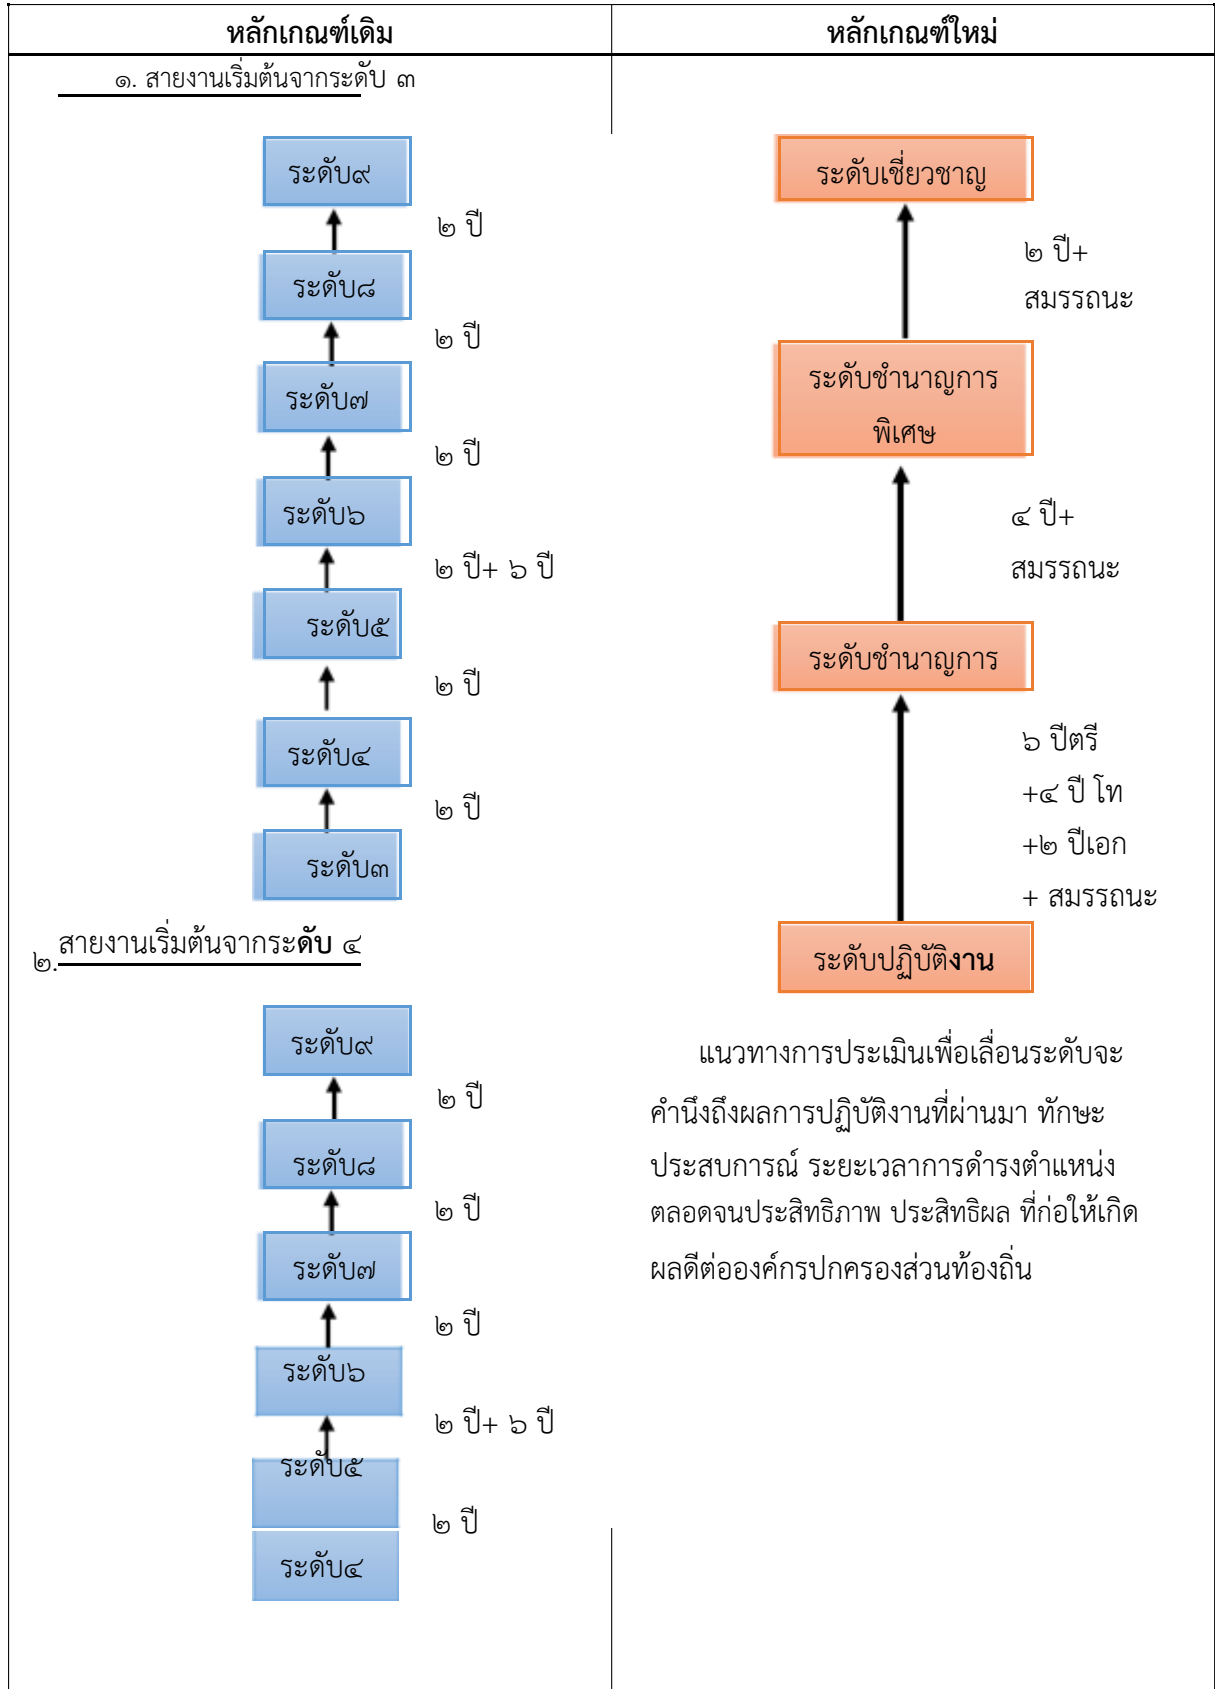 หลักเกณฑ์เดิม
หลักเกณฑ์ใหม่
๑. สายงานเริ่มต้นจากระดับ ๓
ระดับ๙
๒ ปี
ระดับ๘
๒ ปี
ระดับ๗
๒ ปี
ระดับ๖
๒ ปี+ ๖ ปี
ระดับ๕
๒ ปี
ระดับ๔
๒ ปี
ระดับ๓
๒. สายงานเริ่มต้นจากระดับ ๔
ระดับ๙
๒ ปี
ระดับ๘
๒ ปี
ระดับ๗
๒ ปี
ระดับ๖
๒ ปี+ ๖ ปี
ระดับ๕
๒ ปี
ระดับ๔
ระดับเชี่ยวชาญ
๒ ปี+
สมรรถนะ
ระดับชำนาญการ
พิเศษ
๔ ปี+
สมรรถนะ
ระดับชำนาญการ
๖ ปีตรี
+๔ ปี โท
+๒ ปีเอก
+ สมรรถนะ
ระดับปฏิบัติงาน
แนวทางการประเมินเพื่อเลื่อนระดับจะ
คำนึงถึงผลการปฏิบัติงานที่ผ่านมา ทักษะ
ประสบการณ์ ระยะเวลาการดำรงตำแหน่ง
ตลอดจนประสิทธิภาพ ประสิทธิผล ที่ก่อให้เกิด
ผลดีต่อองค์กรปกครองส่วนท้องถิ่น